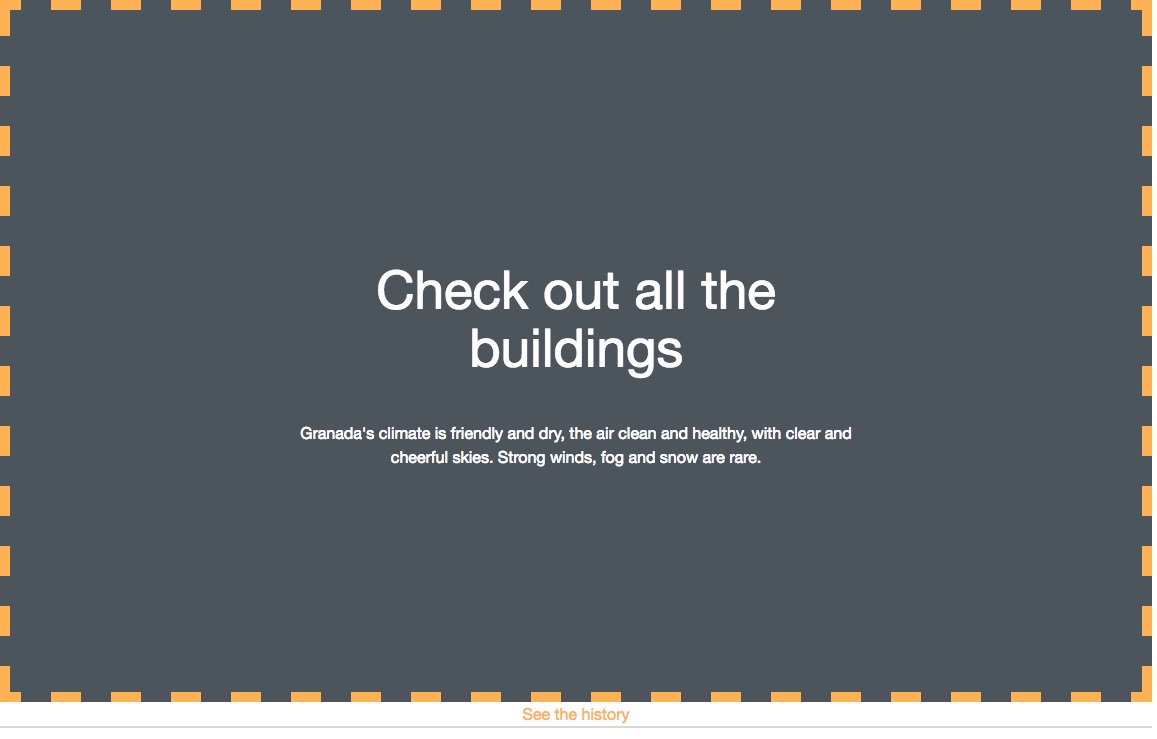 Check out all the
buildings
Granada's climate is friendly and dry, the air clean and healthy, with clear and
cheerful skies. Strong winds, fog and snow are rare.
See the history